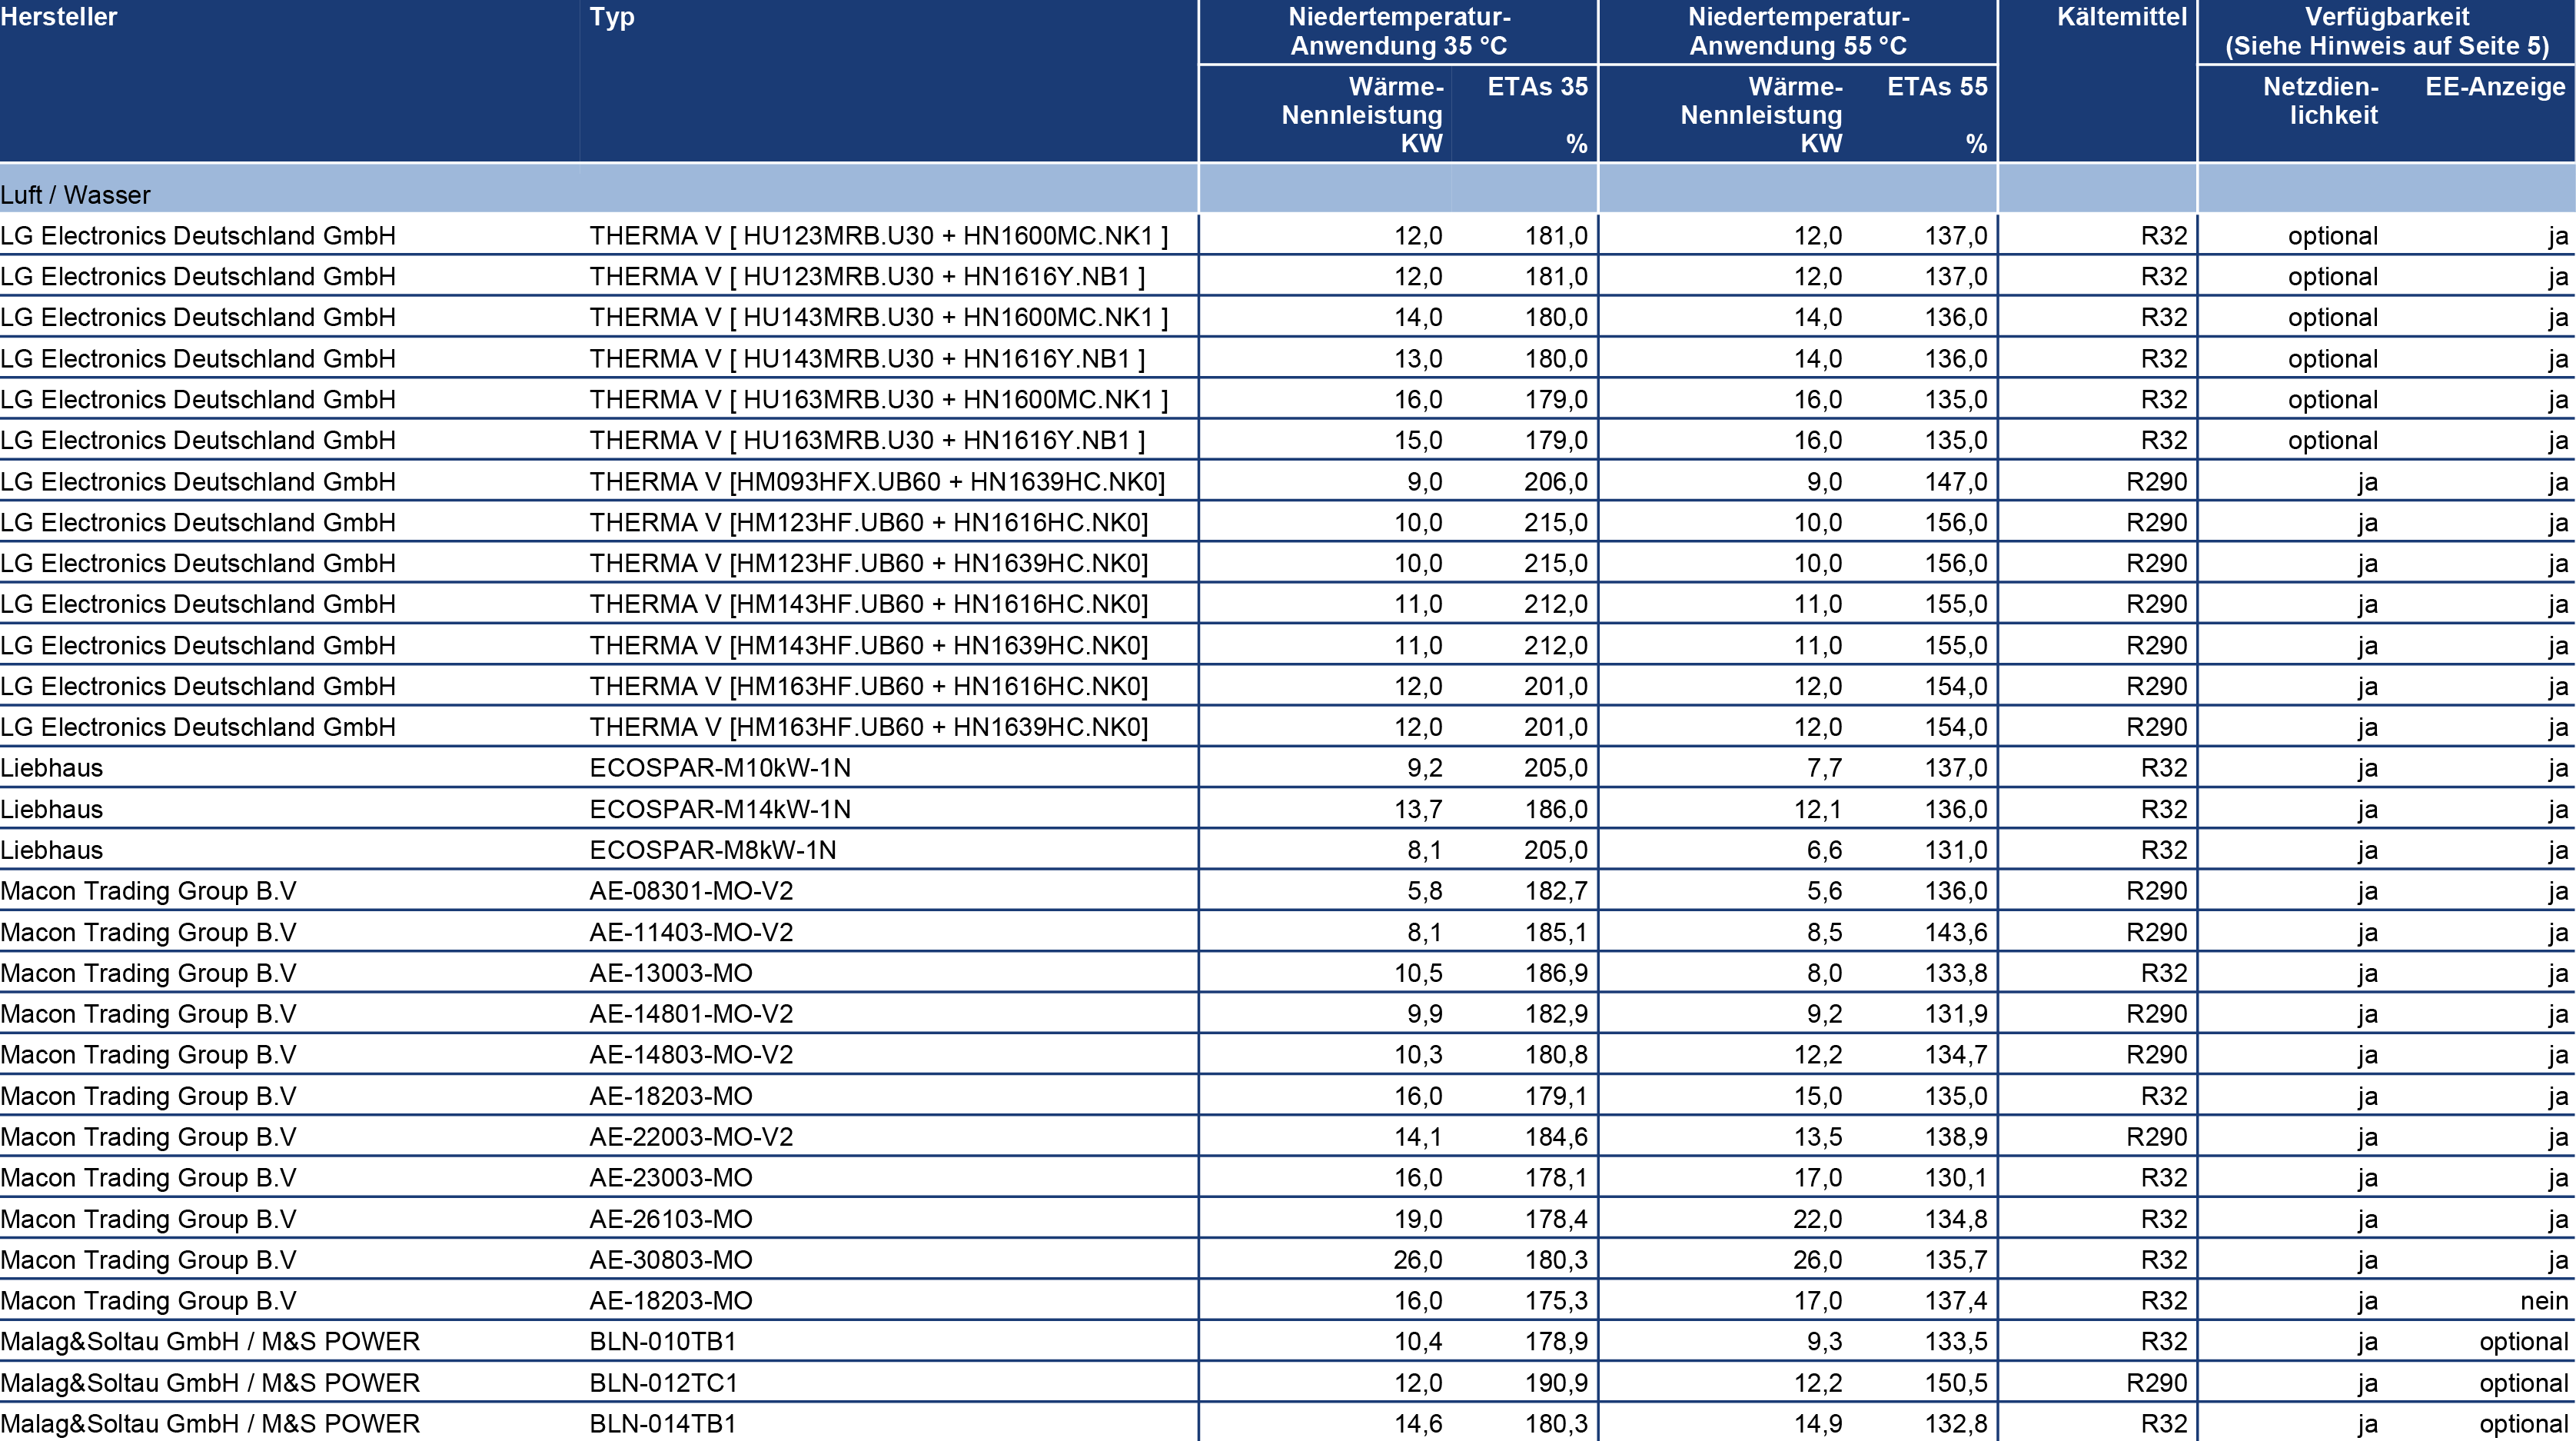 Hersteller Typ Niedertemperatur- Niedertemperatur- Kältemittel Verfügbarkeit
Anwendung 35 °C Anwendung 55 °C (Siehe Hinweis auf Seite 5)
Wärme- ETAs 35 Wärme- ETAs 55 Netzdien- EE-Anzeige
Nennleistung Nennleistung lichkeit
KW % KW %
Luft / Wasser
LG Electronics Deutschland GmbH THERMA V [ HU123MRB.U30 + HN1600MC.NK1 ] 12,0 181,0 12,0 137,0 R32 optional ja
LG Electronics Deutschland GmbH THERMA V [ HU123MRB.U30 + HN1616Y.NB1 ] 12,0 181,0 12,0 137,0 R32 optional ja
LG Electronics Deutschland GmbH THERMA V [ HU143MRB.U30 + HN1600MC.NK1 ] 14,0 180,0 14,0 136,0 R32 optional ja
LG Electronics Deutschland GmbH THERMA V [ HU143MRB.U30 + HN1616Y.NB1 ] 13,0 180,0 14,0 136,0 R32 optional ja
LG Electronics Deutschland GmbH THERMA V [ HU163MRB.U30 + HN1600MC.NK1 ] 16,0 179,0 16,0 135,0 R32 optional ja
LG Electronics Deutschland GmbH THERMA V [ HU163MRB.U30 + HN1616Y.NB1 ] 15,0 179,0 16,0 135,0 R32 optional ja
LG Electronics Deutschland GmbH THERMA V [HM093HFX.UB60 + HN1639HC.NK0] 9,0 206,0 9,0 147,0 R290 ja ja
LG Electronics Deutschland GmbH THERMA V [HM123HF.UB60 + HN1616HC.NK0] 10,0 215,0 10,0 156,0 R290 ja ja
LG Electronics Deutschland GmbH THERMA V [HM123HF.UB60 + HN1639HC.NK0] 10,0 215,0 10,0 156,0 R290 ja ja
LG Electronics Deutschland GmbH THERMA V [HM143HF.UB60 + HN1616HC.NK0] 11,0 212,0 11,0 155,0 R290 ja ja
LG Electronics Deutschland GmbH THERMA V [HM143HF.UB60 + HN1639HC.NK0] 11,0 212,0 11,0 155,0 R290 ja ja
LG Electronics Deutschland GmbH THERMA V [HM163HF.UB60 + HN1616HC.NK0] 12,0 201,0 12,0 154,0 R290 ja ja
LG Electronics Deutschland GmbH THERMA V [HM163HF.UB60 + HN1639HC.NK0] 12,0 201,0 12,0 154,0 R290 ja ja
Liebhaus ECOSPAR-M10kW-1N 9,2 205,0 7,7 137,0 R32 ja ja
Liebhaus ECOSPAR-M14kW-1N 13,7 186,0 12,1 136,0 R32 ja ja
Liebhaus ECOSPAR-M8kW-1N 8,1 205,0 6,6 131,0 R32 ja ja
Macon Trading Group B.V AE-08301-MO-V2 5,8 182,7 5,6 136,0 R290 ja ja
Macon Trading Group B.V AE-11403-MO-V2 8,1 185,1 8,5 143,6 R290 ja ja
Macon Trading Group B.V AE-13003-MO 10,5 186,9 8,0 133,8 R32 ja ja
Macon Trading Group B.V AE-14801-MO-V2 9,9 182,9 9,2 131,9 R290 ja ja
Macon Trading Group B.V AE-14803-MO-V2 10,3 180,8 12,2 134,7 R290 ja ja
Macon Trading Group B.V AE-18203-MO 16,0 179,1 15,0 135,0 R32 ja ja
Macon Trading Group B.V AE-22003-MO-V2 14,1 184,6 13,5 138,9 R290 ja ja
Macon Trading Group B.V AE-23003-MO 16,0 178,1 17,0 130,1 R32 ja ja
Macon Trading Group B.V AE-26103-MO 19,0 178,4 22,0 134,8 R32 ja ja
Macon Trading Group B.V AE-30803-MO 26,0 180,3 26,0 135,7 R32 ja ja
Macon Trading Group B.V AE-18203-MO 16,0 175,3 17,0 137,4 R32 ja nein
Malag&Soltau GmbH / M&S POWER BLN-010TB1 10,4 178,9 9,3 133,5 R32 ja optional
Malag&Soltau GmbH / M&S POWER BLN-012TC1 12,0 190,9 12,2 150,5 R290 ja optional
Malag&Soltau GmbH / M&S POWER BLN-014TB1 14,6 180,3 14,9 132,8 R32 ja optional